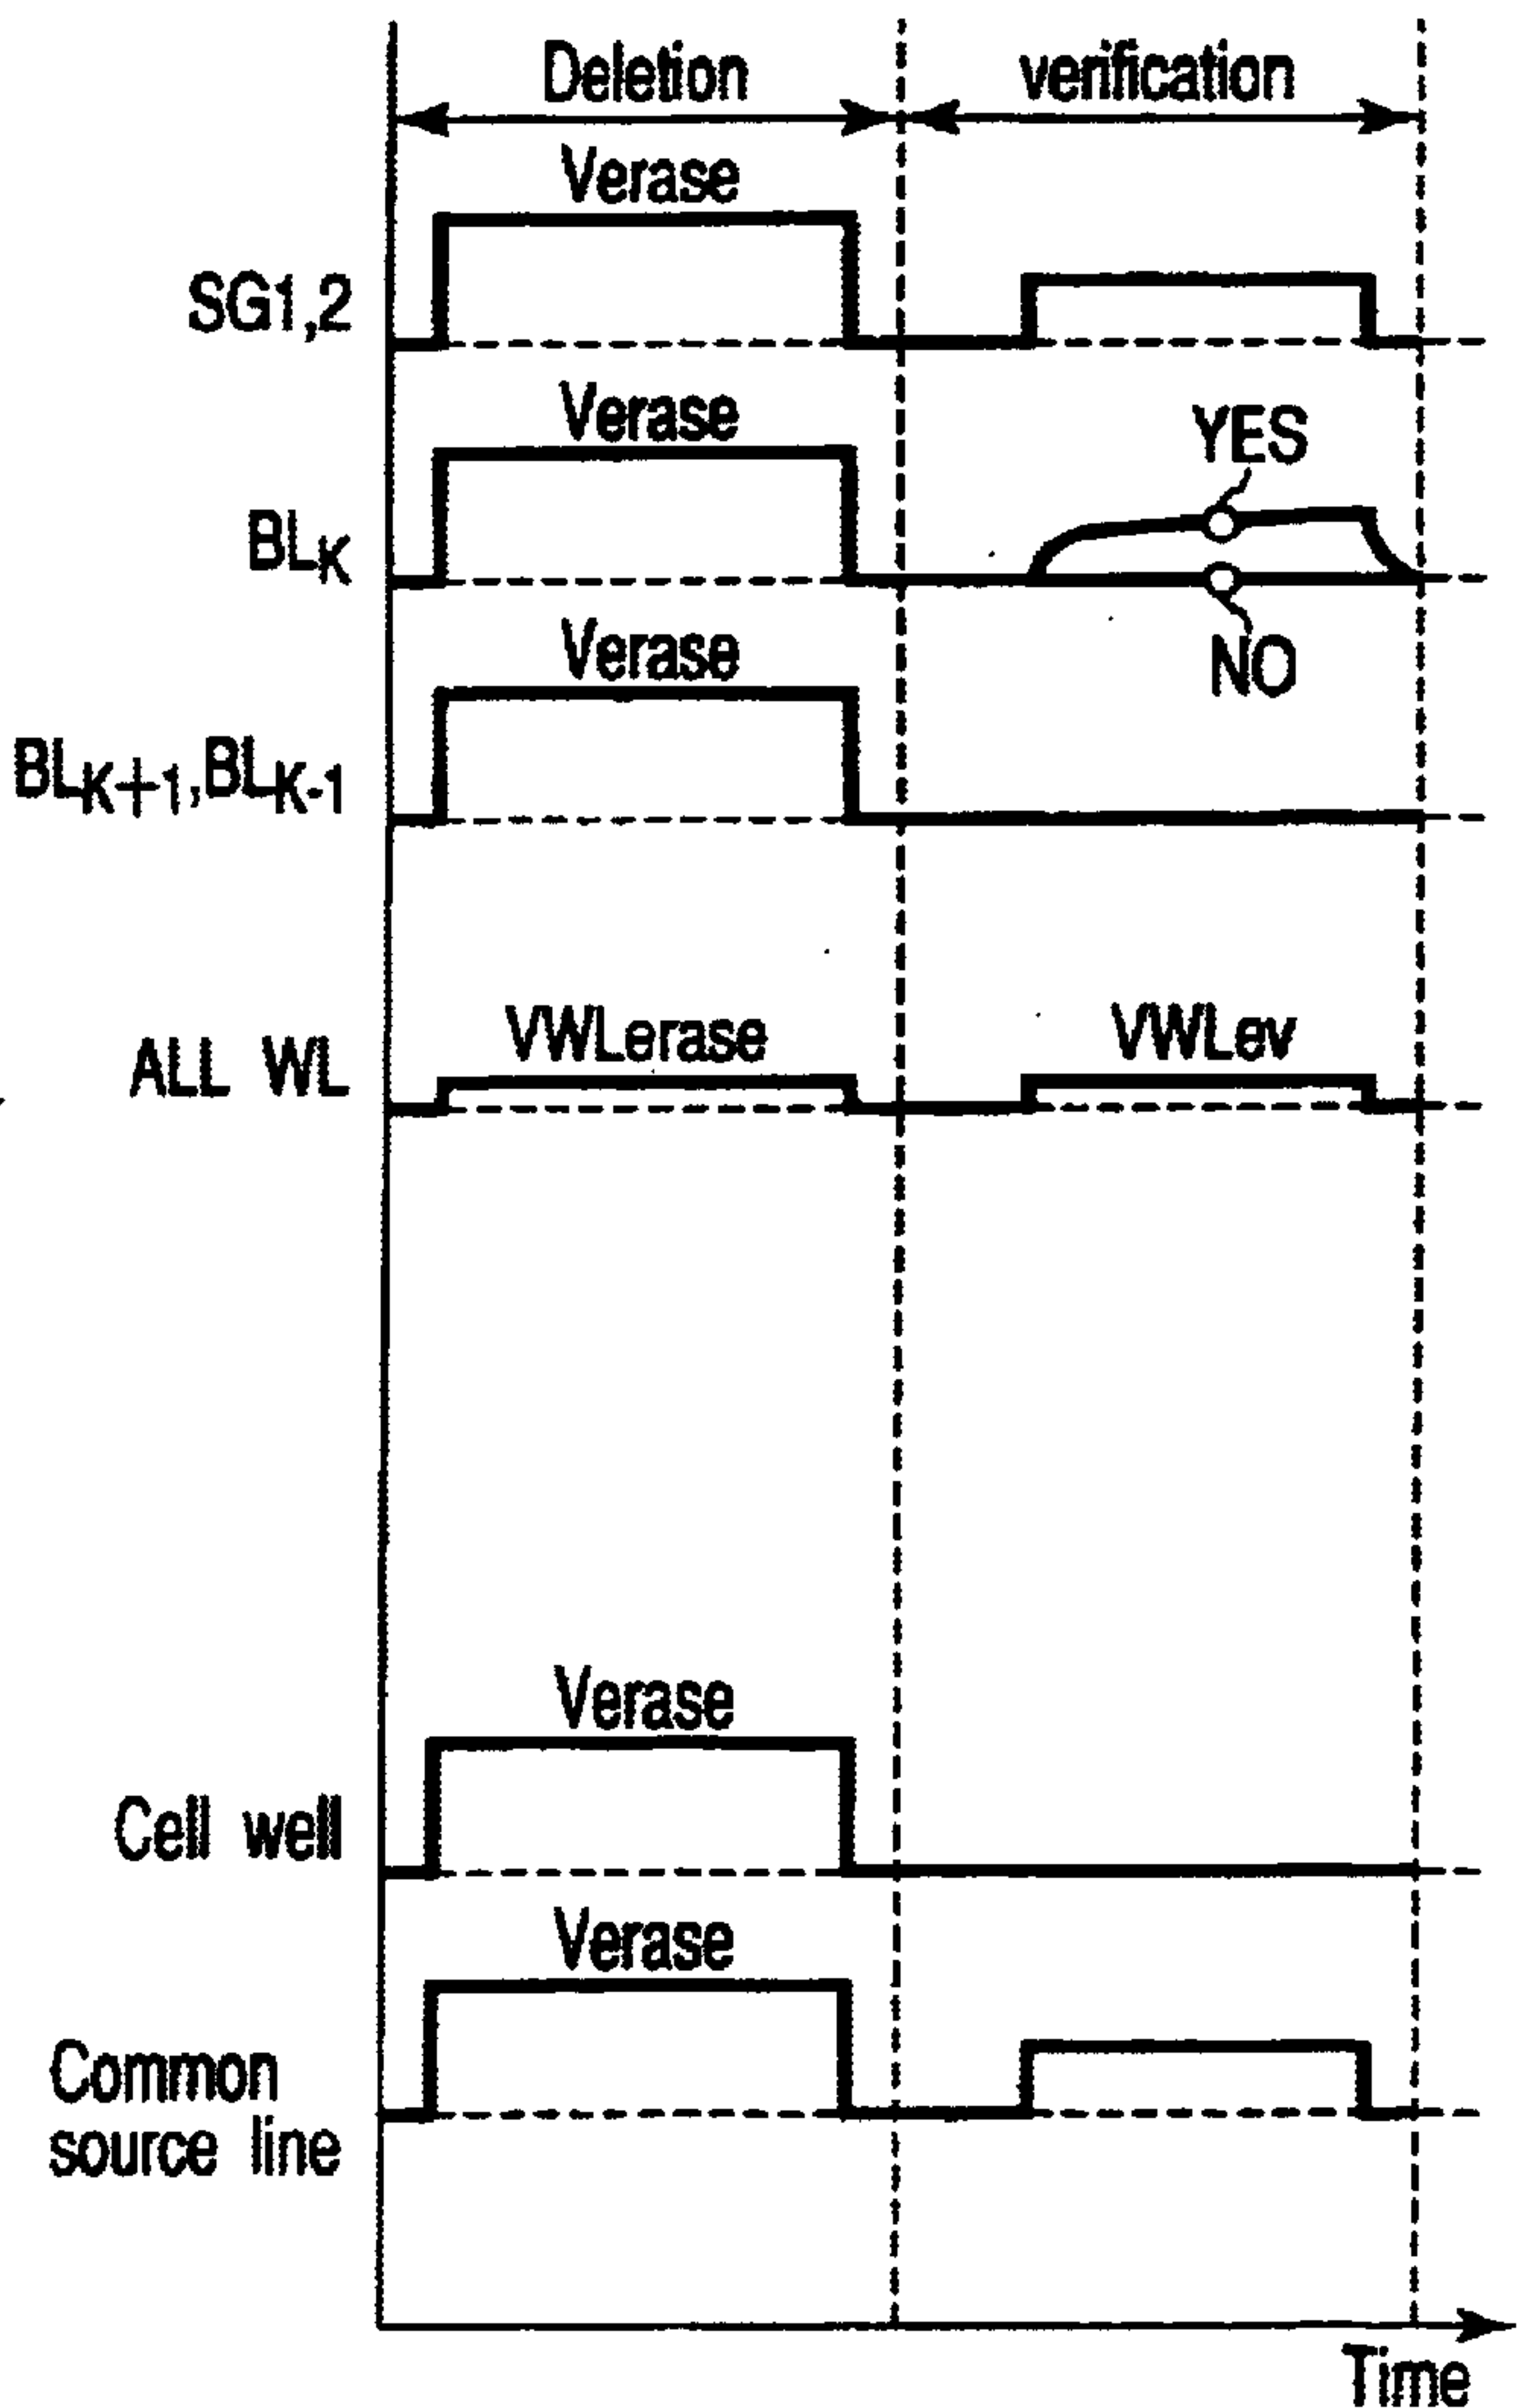 Deletion verification
Verase
SG1,2
Verase
YES
BLK
NO
Verase
BLK+1,BLK-1
VWLerase VWLev
ALL WL
Verase
Cell well
Verase
Common
source line
Time